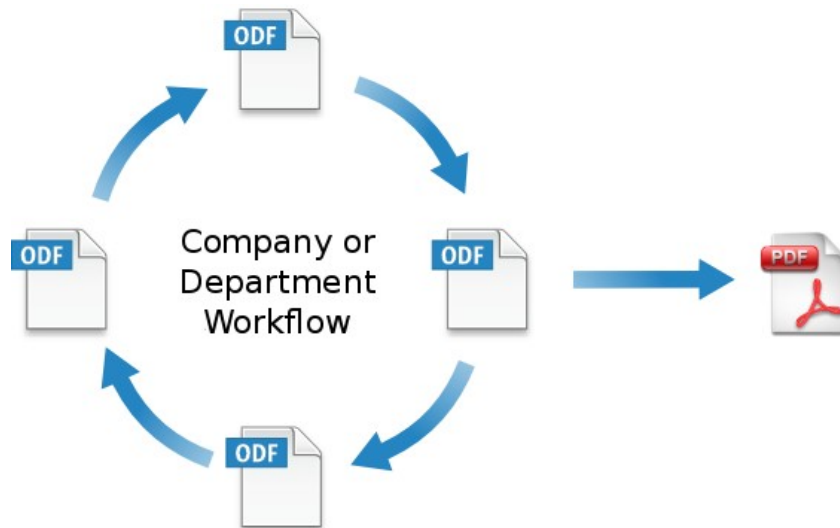 ODF
ODF
Company or
Department
Workflow
ODF
PDF
ODF